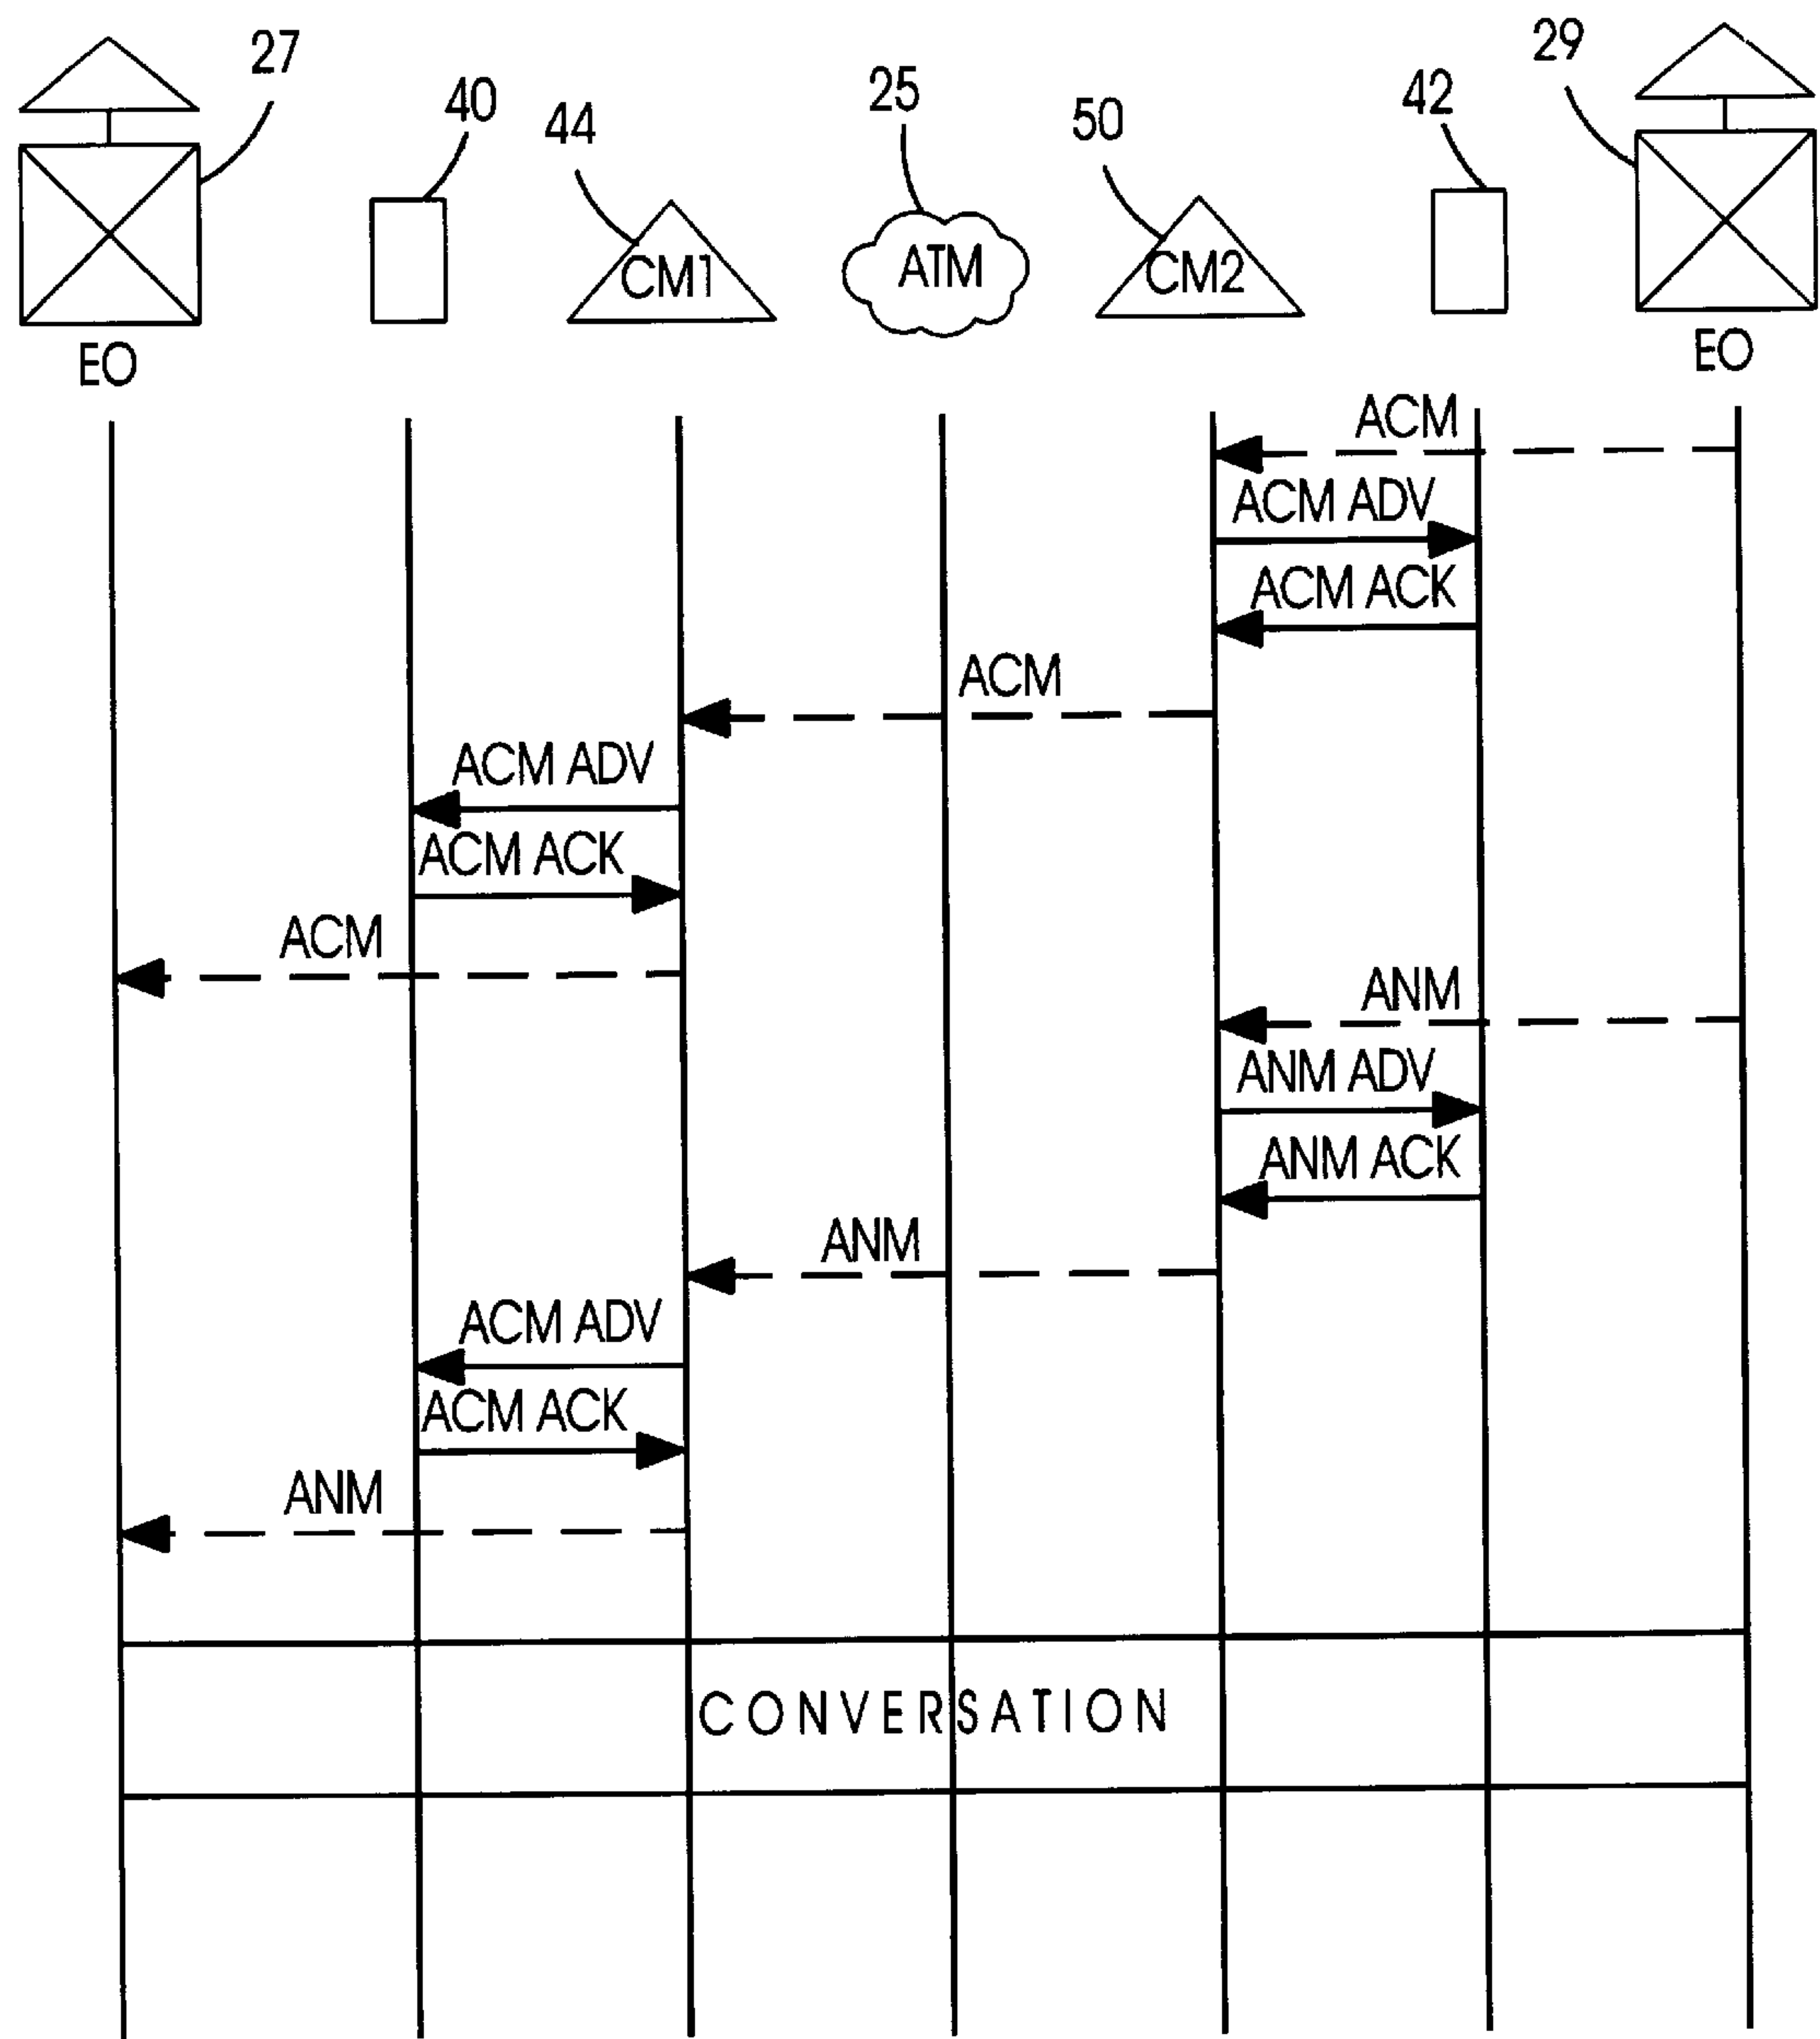 27
29
40
25
42
44
50
CM1
ATM
CM2
EO
EO
ACM
ACM ADV
ACM ACK
ACM
ACM ADV
ACM ACK
ACM
ANM
ANM ADV
ANM ACK
ANM
ACM ADV
ACM ACK
ANM
CONVERSATION